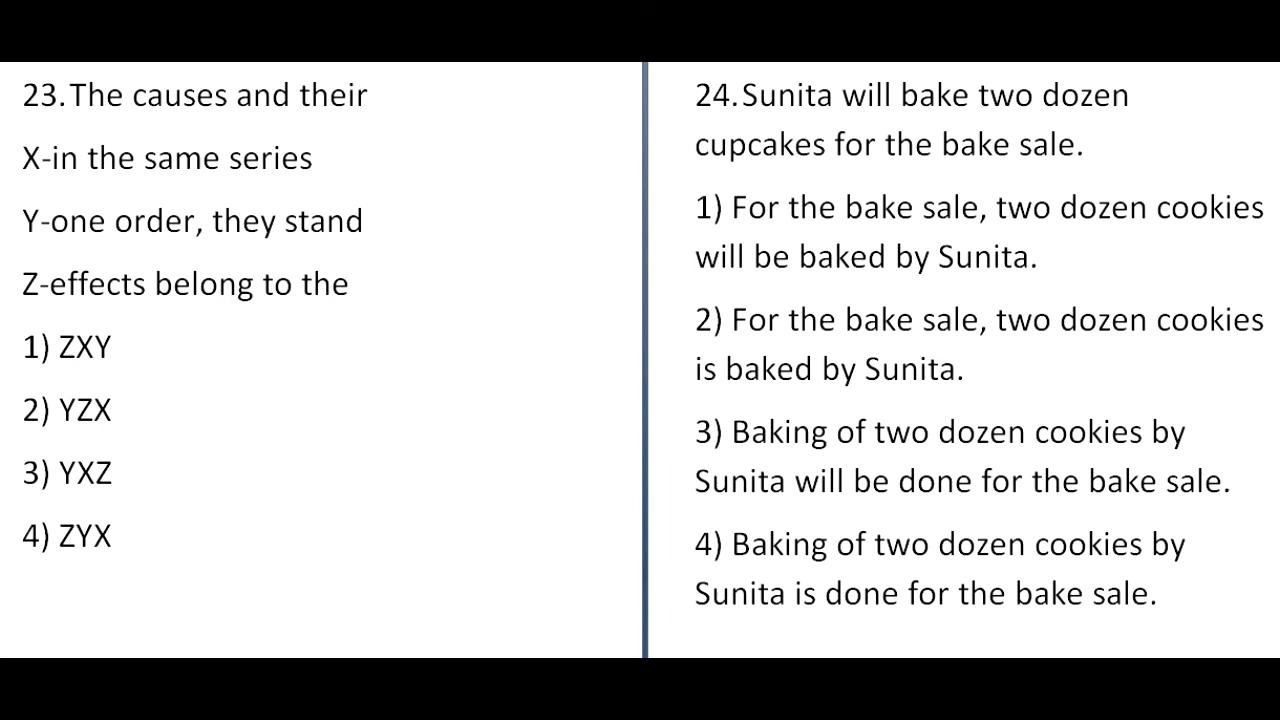 23.The causes and their
X-in the same series
Y-one order, they stand
Z-effects belong to the
1) ZXY
2) YZX
3) YXZ
4) ZYX
24.Sunita will bake two dozen
cupcakes for the bake sale.
1) For the bake sale, two dozen cookies
will be baked by Sunita.
2) For the bake sale, two dozen cookies
is baked by Sunita.
3) Baking of two dozen cookies by
Sunita will be done for the bake sale.
4) Baking of two dozen cookies by
Sunita is done for the bake sale.